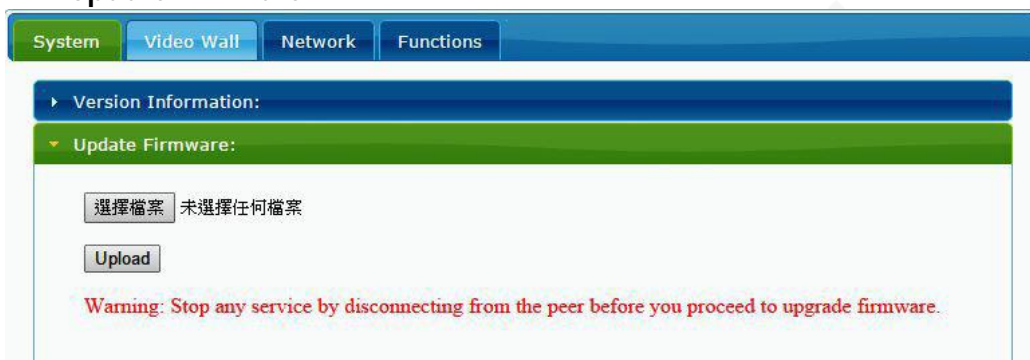 System Video Wall Network Functions
Version Information:
Update Firmware:
選擇檔案 未選擇任何檔案
Upload
Warning: Stop any service by disconnecting from the peer before you proceed to upgrade firmware.